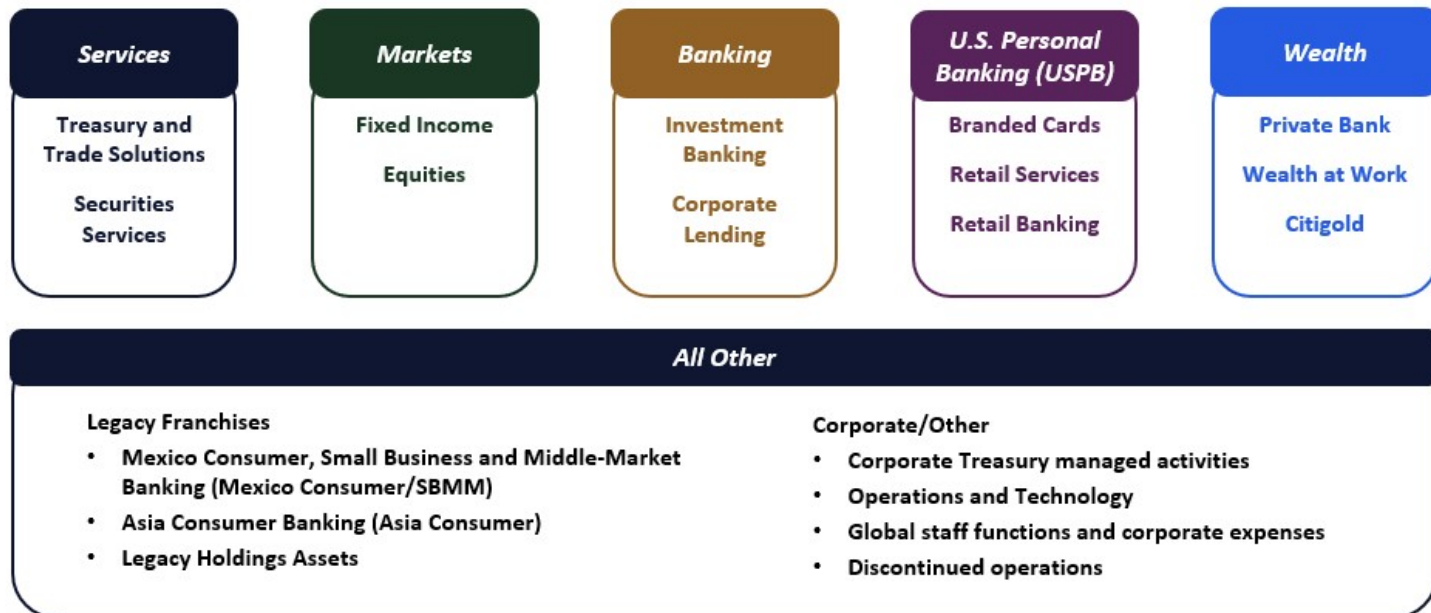 Services
Treasury and
Trade Solutions
Securities
Services
Markets
Fixed Income
Equities
Banking
Investment
Banking
Corporate
Lending
U.S. Personal
Banking (USPB)
Branded Cards
Retail Services
Retail Banking
Wealth
Private Bank
Wealth at Work
Citigold
All Other
Legacy Franchises
• Mexico Consumer, Small Business and Middle-Market
Banking (Mexico Consumer/SBMM)
• Asia Consumer Banking (Asia Consumer)
• Legacy Holdings Assets
Corporate/Other
• Corporate Treasury managed activities
• Operations and Technology
• Global staff functions and corporate expenses
• Discontinued operations